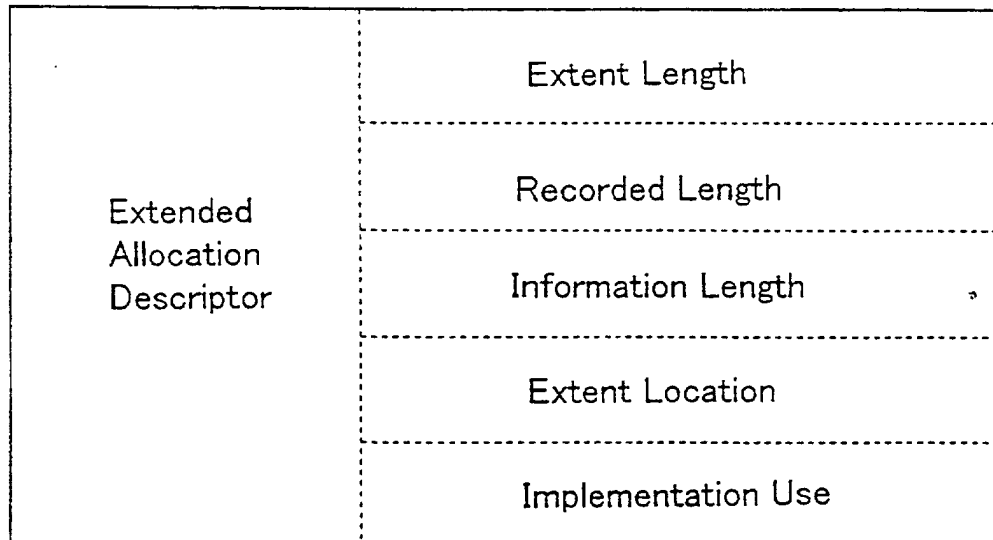 Extended
Allocation
Descriptor
Extent Length
Recorded Length
Information Length
Extent Location
Implementation Use